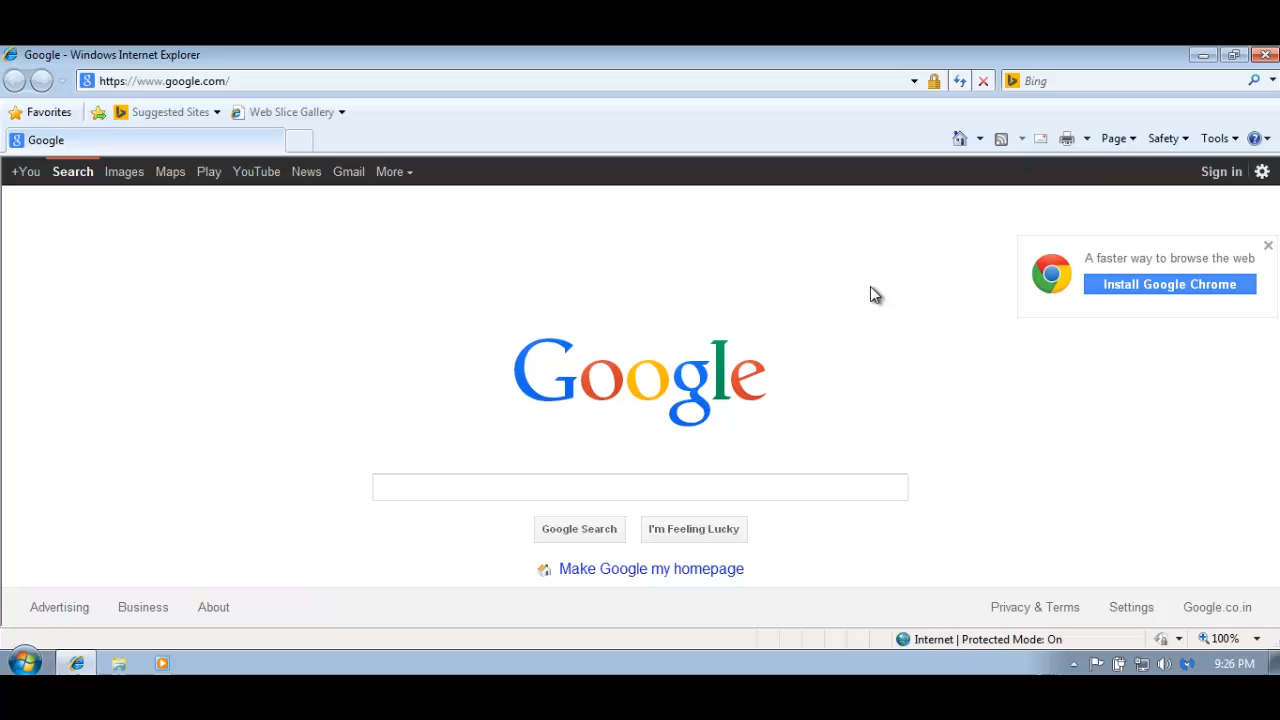 Google - Windows Internet Explorer
https://www.google.com/
Bing
Favorites Suggested Sites Web Slice Gallery
Google
Page Safety Tools
+You Search Images Maps Play YouTube News Gmail More
Sign in
A faster way to browse the web
Install Google Chrome
Google
Google Search I'm Feeling Lucky
Make Google my homepage
Advertising Business About Privacy & Terms Settings Google.co.in
Internet | Protected Mode: On 100%
9:26 PM